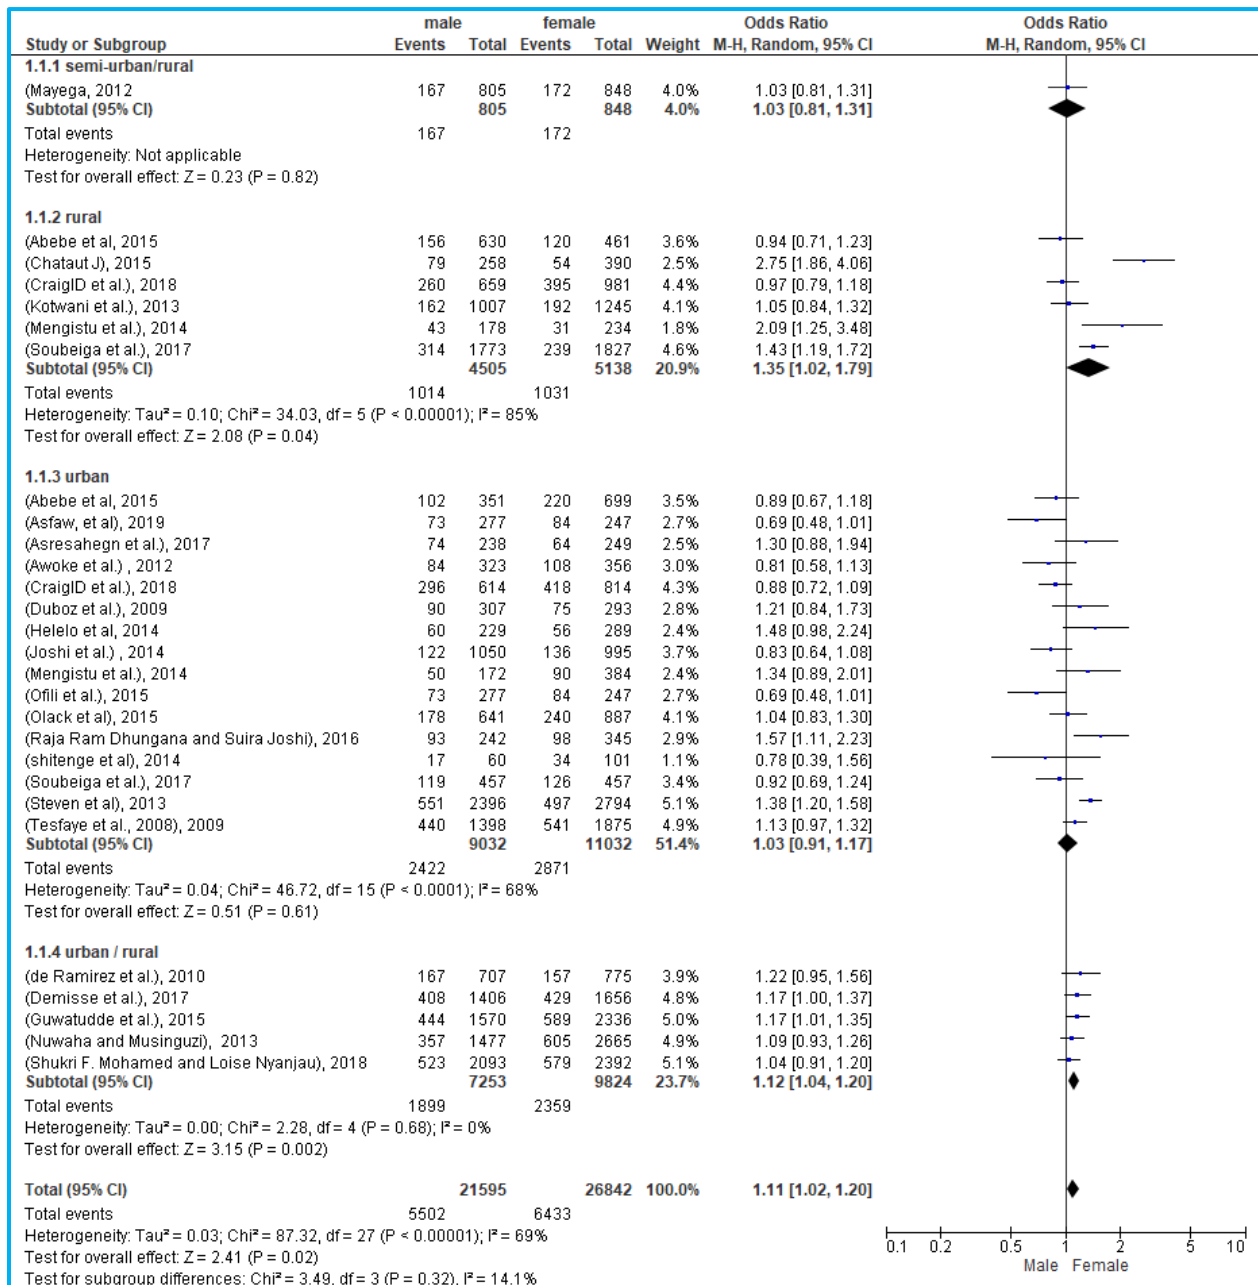 male female Odds Ratio Odds Ratio
Study or Subgroup Events Total Events Total Weight M-H, Random, 95% CI M-H, Random, 95% CI
1.1.1 semi-urban/rural
(Mayega, 2012 167 805 172 848 4.0% 1.03 [0.81, 1.31]
Subtotal (95% CI) 805 848 4.0% 1.03 [0.81, 1.31]
Total events 167 172
Heterogeneity: Not applicable
Test for overall effect: Z = 0.23 (P = 0.82)
1.1.2 rural
(Abebe et al, 2015 156 630 120 461 3.6% 0.94 [0.71, 1.23]
(Chataut J), 2015 79 258 54 390 2.5% 2.75 [1.86, 4.06]
(CraigID et al.), 2018 260 659 395 981 4.4% 0.97 [0.79, 1.18]
(Kotwani et al.), 2013 162 1007 192 1245 4.1% 1.05 [0.84, 1.32]
(Mengistu et al.), 2014 43 178 31 234 1.8% 2.09 [1.25, 3.48]
(Soubeiga et al.), 2017 314 1773 239 1827 4.6% 1.43 [1.19, 1.72]
Subtotal (95% CI) 4505 5138 20.9% 1.35 [1.02, 1.79]
Total events 1014 1031
Heterogeneity: Tau² = 0.10; Chi² = 34.03, df = 5 (P < 0.00001); I² = 85%
Test for overall effect: Z = 2.08 (P = 0.04)
1.1.3 urban
(Abebe et al, 2015 102 351 220 699 3.5% 0.89 [0.67, 1.18]
(Asfaw, et al), 2019 73 277 84 247 2.7% 0.69 [0.48, 1.01]
(Asresahegn et al.), 2017 74 238 64 249 2.5% 1.30 [0.88, 1.94]
(Awoke et al.) , 2012 84 323 108 356 3.0% 0.81 [0.58, 1.13]
(CraigID et al.), 2018 296 614 418 814 4.3% 0.88 [0.72, 1.09]
(Duboz et al.), 2009 90 307 75 293 2.8% 1.21 [0.84, 1.73]
(Helelo et al, 2014 60 229 56 289 2.4% 1.48 [0.98, 2.24]
(Joshi et al.) , 2014 122 1050 136 995 3.7% 0.83 [0.64, 1.08]
(Mengistu et al.), 2014 50 172 90 384 2.4% 1.34 [0.89, 2.01]
(Ofili et al.), 2015 73 277 84 247 2.7% 0.69 [0.48, 1.01]
(Olack et al), 2015 178 641 240 887 4.1% 1.04 [0.83, 1.30]
(Raja Ram Dhungana and Suira Joshi), 2016 93 242 98 345 2.9% 1.57 [1.11, 2.23]
(shitenge et al), 2014 17 60 34 101 1.1% 0.78 [0.39, 1.56]
(Soubeiga et al.), 2017 119 457 126 457 3.4% 0.92 [0.69, 1.24]
(Steven et al), 2013 551 2396 497 2794 5.1% 1.38 [1.20, 1.58]
(Tesfaye et al., 2008), 2009 440 1398 541 1875 4.9% 1.13 [0.97, 1.32]
Subtotal (95% CI) 9032 11032 51.4% 1.03 [0.91, 1.17]
Total events 2422 2871
Heterogeneity: Tau² = 0.04; Chi² = 46.72, df = 15 (P < 0.0001); I² = 68%
Test for overall effect: Z = 0.51 (P = 0.61)
1.1.4 urban / rural
(de Ramirez et al.), 2010 167 707 157 775 3.9% 1.22 [0.95, 1.56]
(Demisse et al.), 2017 408 1406 429 1656 4.8% 1.17 [1.00, 1.37]
(Guwatudde et al.), 2015 444 1570 589 2336 5.0% 1.17 [1.01, 1.35]
(Nuwaha and Musinguzi), 2013 357 1477 605 2665 4.9% 1.09 [0.93, 1.26]
(Shukri F. Mohamed and Loise Nyanjau), 2018 523 2093 579 2392 5.1% 1.04 [0.91, 1.20]
Subtotal (95% CI) 7253 9824 23.7% 1.12 [1.04, 1.20]
Total events 1899 2359
Heterogeneity: Tau² = 0.00; Chi² = 2.28, df = 4 (P = 0.68); I² = 0%
Test for overall effect: Z = 3.15 (P = 0.002)
Total (95% CI) 21595 26842 100.0% 1.11 [1.02, 1.20]
Total events 5502 6433
Heterogeneity: Tau² = 0.03; Chi² = 87.32, df = 27 (P < 0.00001); I² = 69%
Test for overall effect: Z = 2.41 (P = 0.02)
Test for subgroup differences: Chi² = 3.49, df = 3 (P = 0.32), I² = 14.1%
0.1 0.2 0.5 1 2 5 10
Male Female